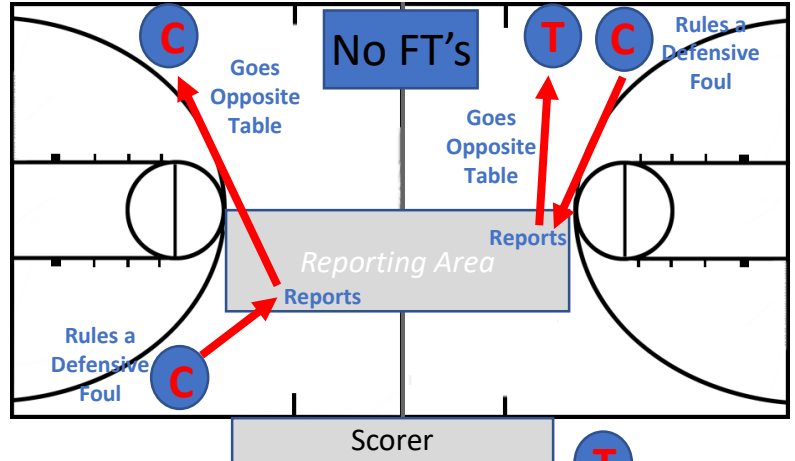 C
Goes
Opposite
Table
No FT's
T
C
Rules a
Defensive
Foul
Goes
Opposite
Table
Reports
Reporting Area
Reports
Rules a
Defensive
Foul
C
Scorer
T